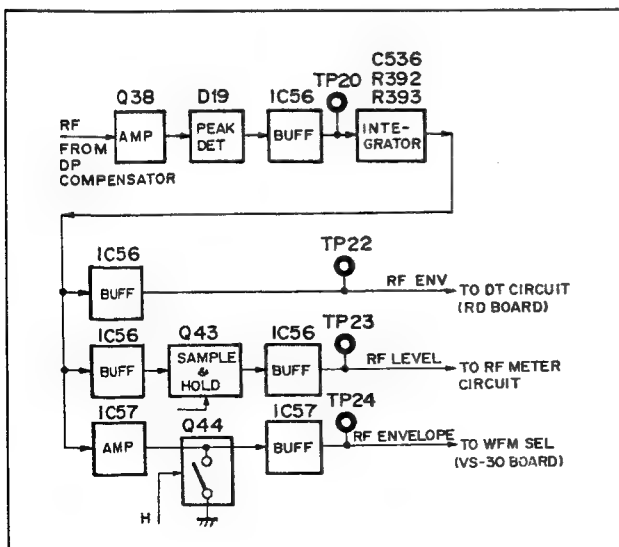 C536
R392
R393
Q38
D19
IC56
TP20
RF
FROM
DP
COMPENSATOR
AMP
PEAK
DET
BUFF
INTE-
GRATOR
IC56
BUFF
TP22
RF ENV
TO DT CIRCUIT
(RD BOARD)
IC56
BUFF
Q43
SAMPLE
&
HOLD
IC56
BUFF
TP23
RF LEVEL
TO RF METER
CIRCUIT
IC57
AMP
Q44
H
IC57
BUFF
TP24
RF ENVELOPE
TO WFM SEL
(VS-30 BOARD)